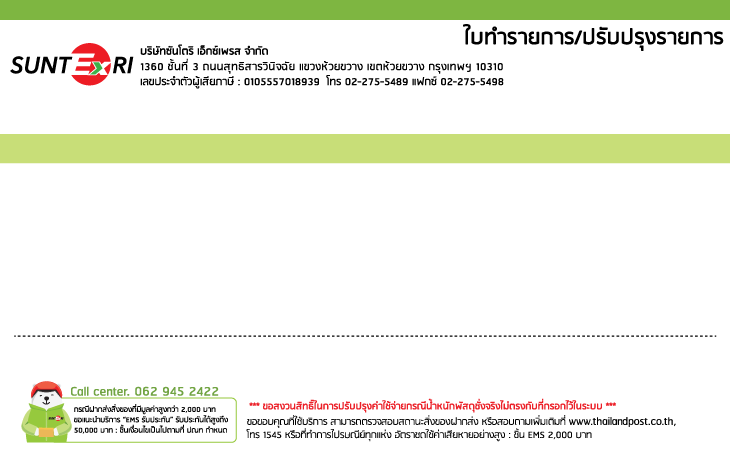 ใบทำรายการ/ปรับปรุงรายการ
SUNTExRI
บริษัทซันโตริ เอ็กซ์เพรส จำกัด
1360 ชั้นที่ 3 ถนนสุทธิสารวินิจฉัย แขวงห้วยขวาง เขตห้วยขวาง กรุงเทพฯ 10310
เลขประจำตัวผู้เสียภาษี : 0105557018939 โทร 02-275-5489 แฟกซ์ 02-275-5498
Call center. 062 945 2422
กรณีฝากส่งสิ่งของที่มีมูลค่าสูงกว่า 2,000 บาท
ขอแนะนำบริการ "EMS รับประกัน" รับประกันได้สูงถึง
50,000 บาท : ชั้นเงื่อนไขเป็นไปตามที่ ปณท กำหนด
*** ขอสงวนสิทธิ์ในการปรับปรุงค่าใช้จ่ายกรณีน้ำหนักพัสดุชั่งจริงไม่ตรงกับที่กรอกไว้ในระบบ ***
ขอขอบคุณที่ใช้บริการ สามารถตรวจสอบสถานะสิ่งของฝากส่ง หรือสอบถามเพิ่มเติมที่ www.thailandpost.co.th,
โทร 1545 หรือที่ทำการไปรษณีย์ทุกแห่ง อัตราชดใช้ค่าเสียหายอย่างสูง : ชิ้น EMS 2,000 บาท